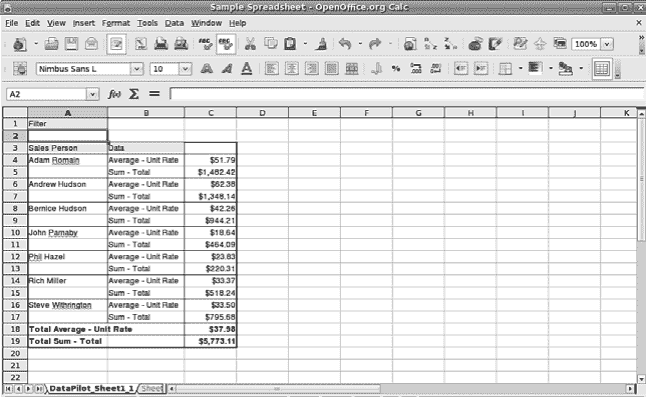 Sample Spreadsheet - OpenOffice.org Calc
File Edit View Insert Format Tools Data Window Help
100%
Nimbus Sans L 10
A2 f(x) Σ =
A B C D E F G H I J K
1 Filter
2
3 Sales Person Data
4 Adam Romain Average - Unit Rate $51.79
5 Sum - Total $1,482.42
6 Andrew Hudson Average - Unit Rate $62.38
7 Sum - Total $1,348.14
8 Bernice Hudson Average - Unit Rate $42.26
9 Sum - Total $944.21
10 John Parnaby Average - Unit Rate $18.64
11 Sum - Total $464.09
12 Phil Hazel Average - Unit Rate $23.83
13 Sum - Total $220.31
14 Rich Miller Average - Unit Rate $33.37
15 Sum - Total $518.24
16 Steve Withrington Average - Unit Rate $33.50
17 Sum - Total $795.68
18 Total Average - Unit Rate $37.98
19 Total Sum - Total $5,773.11
20
21
22
DataPilot_Sheet1_1 Sheet